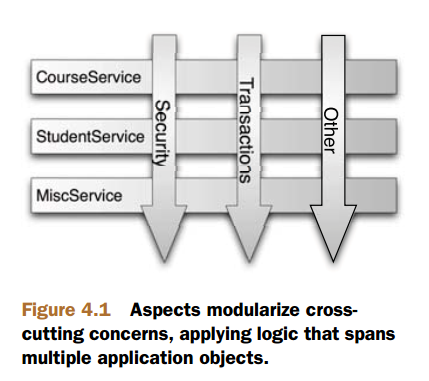 CourseService
StudentService
MiscService
Security
Transactions
Other
Figure 4.1 Aspects modularize cross-
cutting concerns, applying logic that spans
multiple application objects.